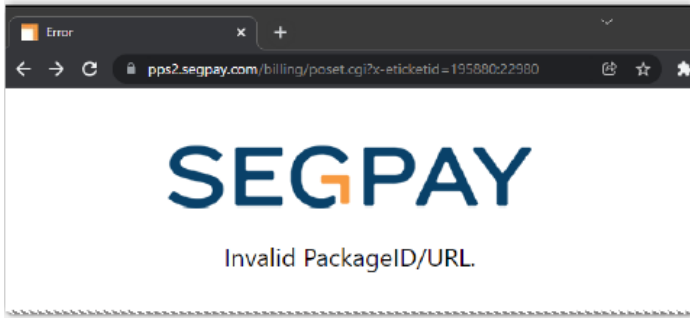 Error
pps2.segpay.com/billing/poset.cgi?x-eticketid=195880:22980
SEGPAY
Invalid PackageID/URL.